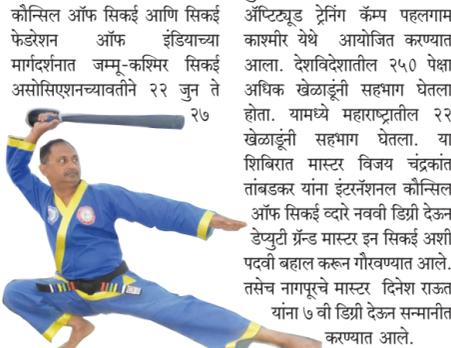 कौन्सिल ऑफ सिकई आणि सिकई
फेडरेशन ऑफ इंडियाच्या
मार्गदर्शनात जम्मू-कश्मिर सिकई
असोसिएशनच्यावतीने २२ जुन ते
२७
ॲप्टिट्यूड ट्रेनिंग कॅम्प पहलगाम
काश्मीर येथे आयोजित करण्यात
आला. देशविदेशातील २५० पेक्षा
अधिक खेळाडूंनी सहभाग घेतला
होता. यामध्ये महाराष्ट्रातील २२
खेळाडूंनी सहभाग घेतला. या
शिबिरात मास्टर विजय चंद्रकांत
तांबडकर यांना इंटरनॅशनल कौन्सिल
ऑफ सिकई व्दारे नववी डिग्री देऊन
डेप्युटी ग्रॅन्ड मास्टर इन सिकई अशी
पदवी बहाल करून गौरवण्यात आले.
तसेच नागपूरचे मास्टर दिनेश राऊत
यांना ७ वी डिग्री देऊन सन्मानीत
करण्यात आले.